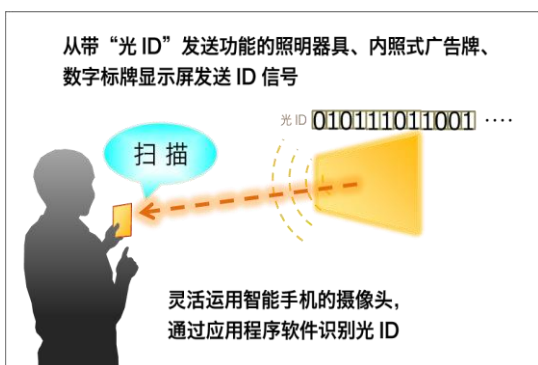 从带“光 ID”发送功能的照明器具、内照式广告牌、
数字标牌显示屏发送 ID 信号
光 ID 010111011001 ····
扫 描
灵活运用智能手机的摄像头，
通过应用程序软件识别光 ID